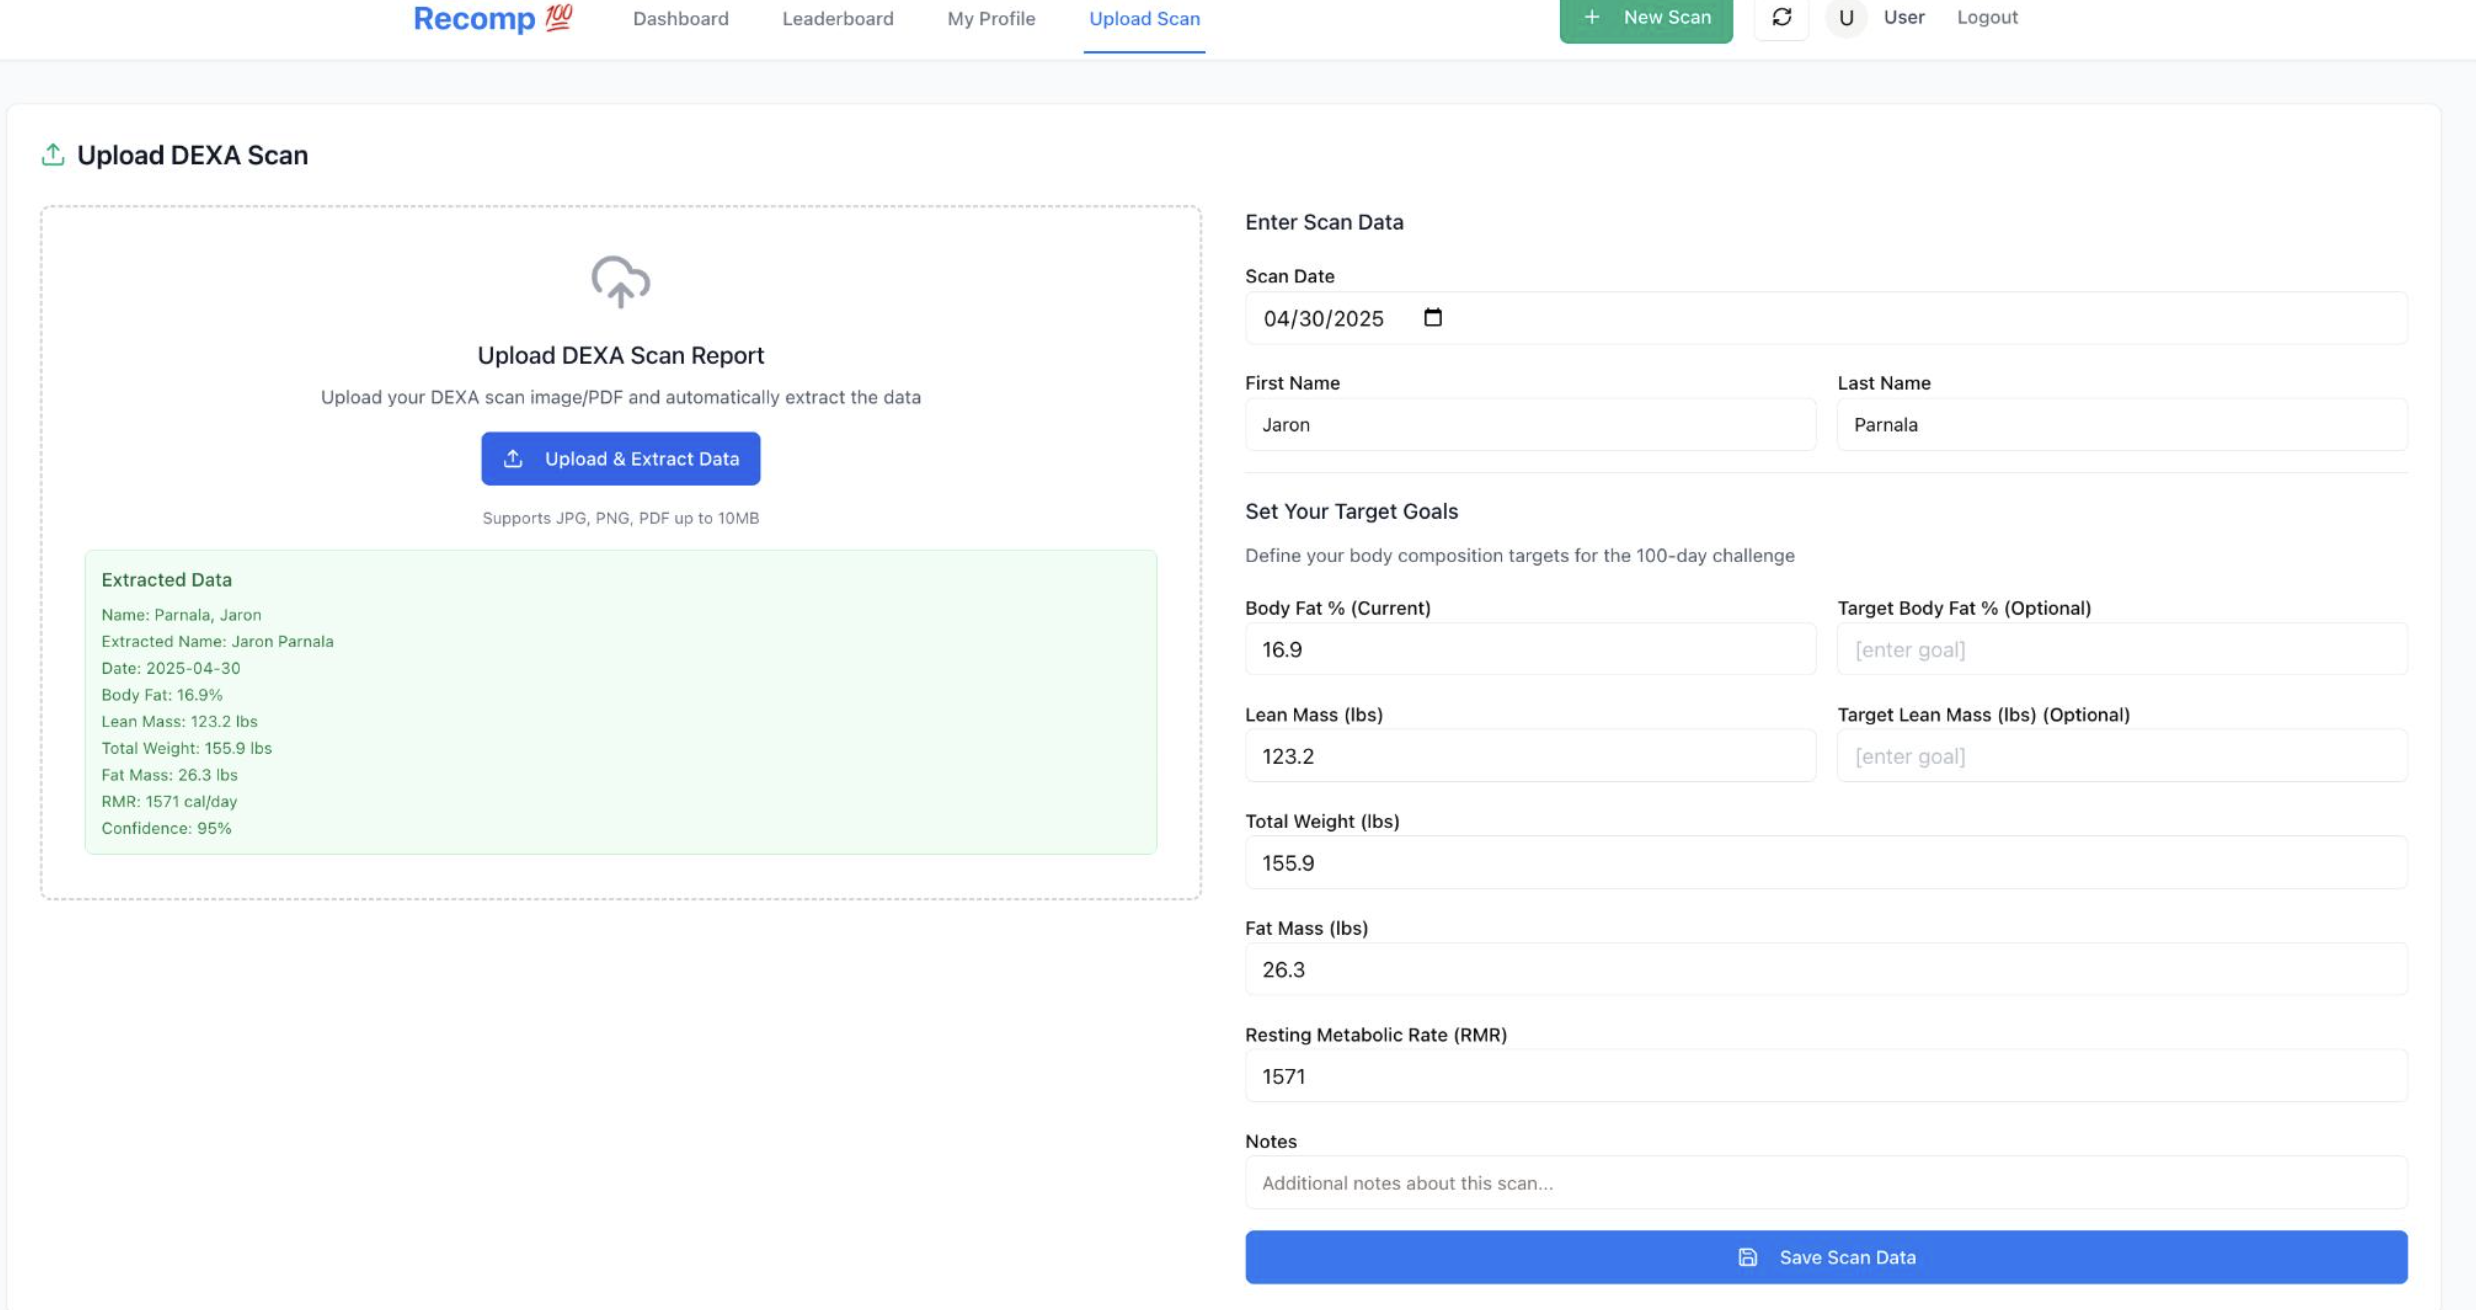 Recomp 💯 Dashboard Leaderboard My Profile Upload Scan + New Scan U User Logout
Upload DEXA Scan
Upload DEXA Scan Report
Upload your DEXA scan image/PDF and automatically extract the data
Upload & Extract Data
Supports JPG, PNG, PDF up to 10MB
Extracted Data
Name: Parnala, Jaron
Extracted Name: Jaron Parnala
Date: 2025-04-30
Body Fat: 16.9%
Lean Mass: 123.2 lbs
Total Weight: 155.9 lbs
Fat Mass: 26.3 lbs
RMR: 1571 cal/day
Confidence: 95%
Enter Scan Data
Scan Date
04/30/2025
First Name Last Name
Jaron Parnala
Set Your Target Goals
Define your body composition targets for the 100-day challenge
Body Fat % (Current) Target Body Fat % (Optional)
16.9 [enter goal]
Lean Mass (lbs) Target Lean Mass (lbs) (Optional)
123.2 [enter goal]
Total Weight (lbs)
155.9
Fat Mass (lbs)
26.3
Resting Metabolic Rate (RMR)
1571
Notes
Additional notes about this scan...
Save Scan Data